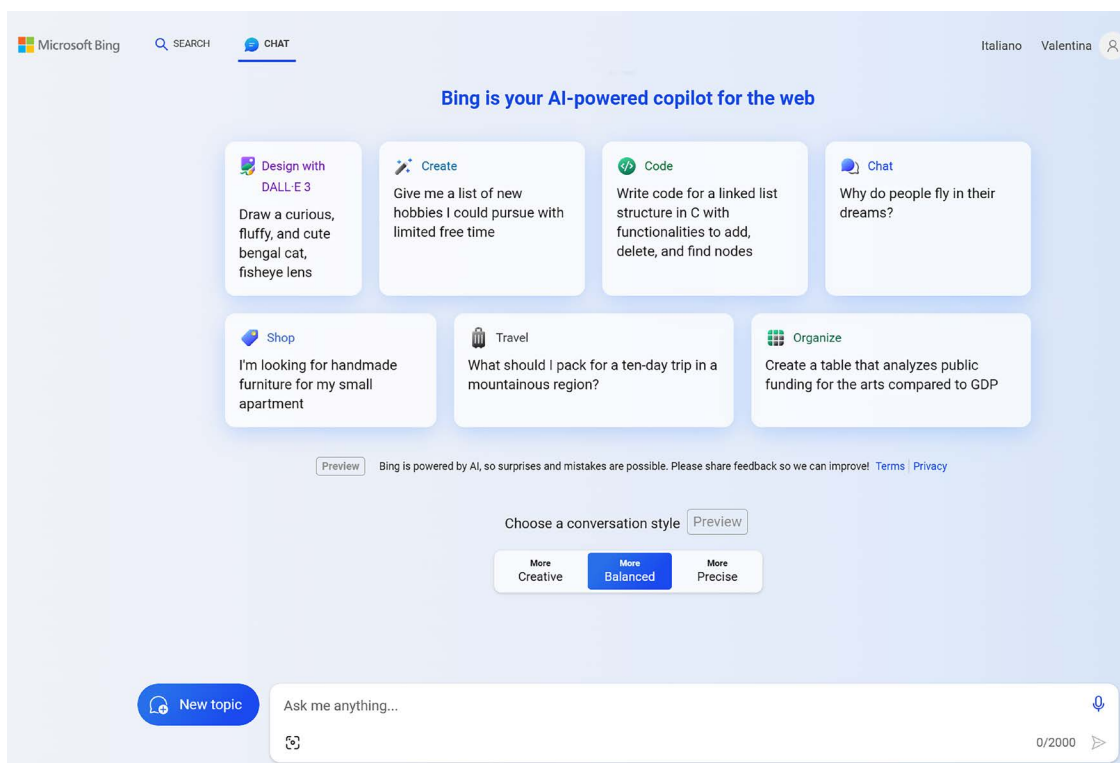 Microsoft Bing
SEARCH
CHAT
Italiano
Valentina
Bing is your AI-powered copilot for the web
Design with
DALL·E 3
Draw a curious,
fluffy, and cute
bengal cat,
fisheye lens
Create
Give me a list of new
hobbies I could pursue with
limited free time
Code
Write code for a linked list
structure in C with
functionalities to add,
delete, and find nodes
Chat
Why do people fly in their
dreams?
Shop
I'm looking for handmade
furniture for my small
apartment
Travel
What should I pack for a ten-day trip in a
mountainous region?
Organize
Create a table that analyzes public
funding for the arts compared to GDP
Preview
Bing is powered by AI, so surprises and mistakes are possible. Please share feedback so we can improve! Terms Privacy
Choose a conversation style Preview
More
Creative
More
Balanced
More
Precise
New topic
Ask me anything...
0/2000